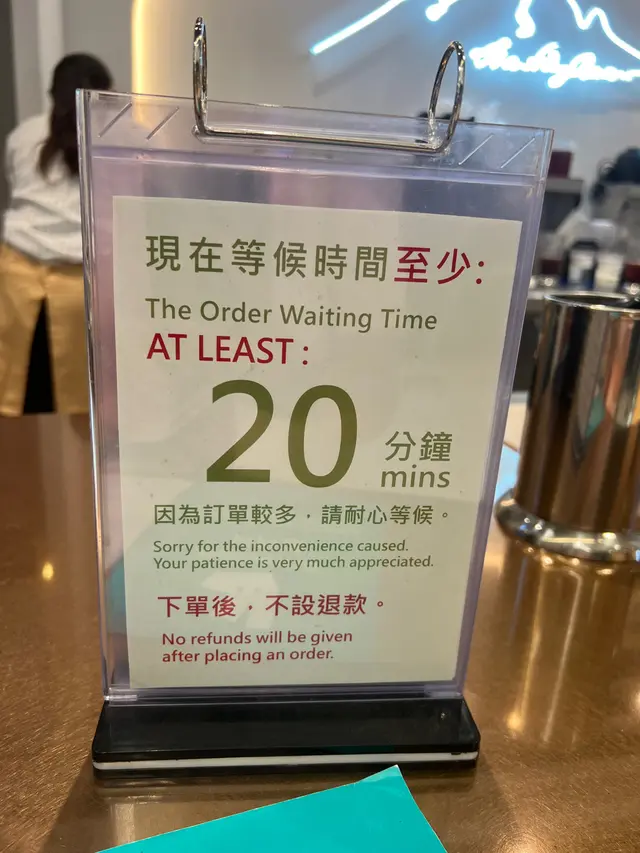 現在等候時間至少:
The Order Waiting Time
AT LEAST:
20 分鐘
mins
因為訂單較多，請耐心等候。
Sorry for the inconvenience caused.
Your patience is very much appreciated.
下單後，不設退款。
No refunds will be given
after placing an order.